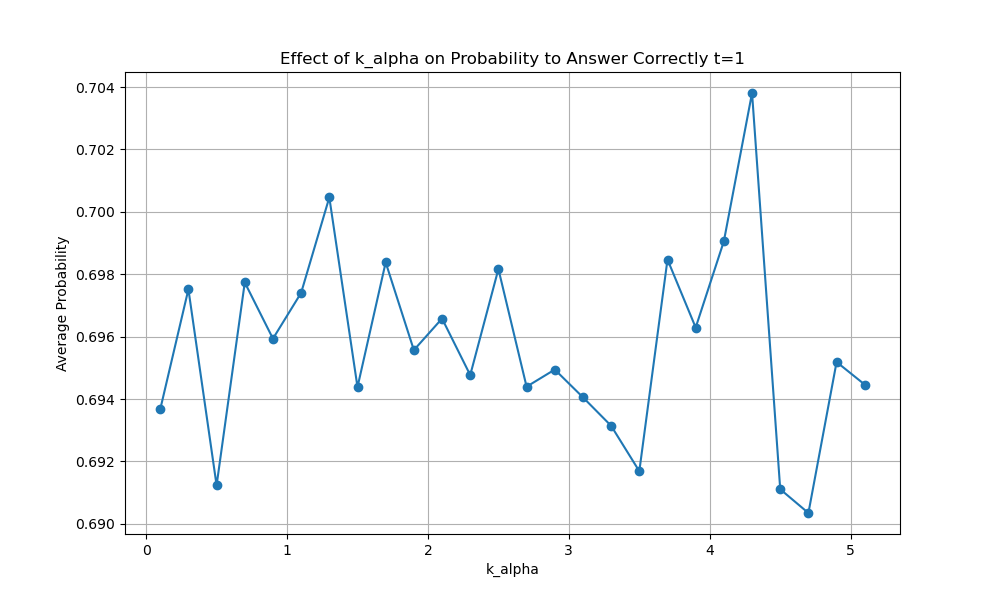 Effect of k_alpha on Probability to Answer Correctly t=1
0.704
0.702
0.700
0.698
0.696
0.694
0.692
0.690
Average Probability
0 1 2 3 4 5
k_alpha